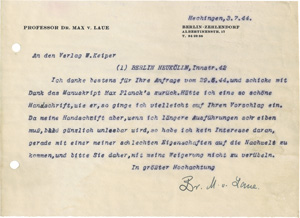 PROFESSOR DR. MAX V. LAUE
BERLIN-ZEHLENDORF
ALBERTINENSTR. 17
Hechingen, 3.7.44.
An den Verlag W.Keiper
(1) BERLIN NEUKÖLLN, Innstr.42
Ich danke bestens für Ihre Anfrage vom 29.6.44, und schicke mit
Dank das Manuskript Max Planck's zurück. Hätte ich eine so schöne
Handschrift, wie er, so ginge ich vielleicht auf Ihren Vorschlag ein.
Da meine Handschrift aber, wenn ich längere Ausführungen schreiben
muß, bald gänzlich unlesbar wird, so habe ich kein Interesse daran,
gerade mit einer meiner schlechten Eigenschaften auf die Nachwelt zu
kommen, und bitte Sie daher, mir meine Weigerung nicht zu verübeln.
In größter Hochachtung
M. v. Laue